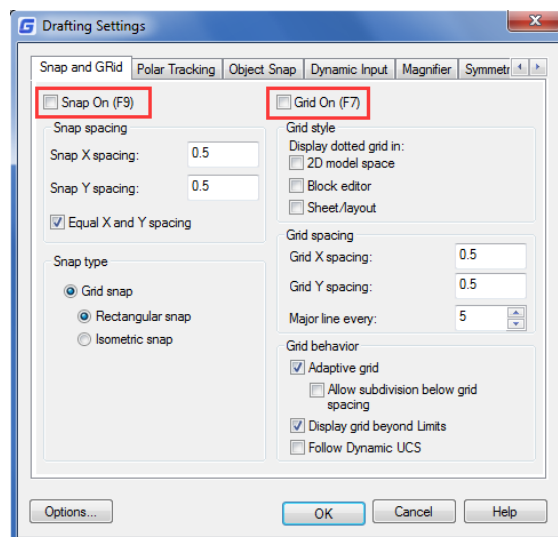 Drafting Settings
Snap and GRid
Polar Tracking
Object Snap
Dynamic Input
Magnifier
Symmetr
Snap On (F9)
Snap spacing
Snap X spacing: 0.5
Snap Y spacing: 0.5
Equal X and Y spacing
Snap type
Grid snap
Rectangular snap
Isometric snap
Grid On (F7)
Grid style
Display dotted grid in:
2D model space
Block editor
Sheet/layout
Grid spacing
Grid X spacing: 0.5
Grid Y spacing: 0.5
Major line every: 5
Grid behavior
Adaptive grid
Allow subdivision below grid
spacing
Display grid beyond Limits
Follow Dynamic UCS
Options...
OK
Cancel
Help